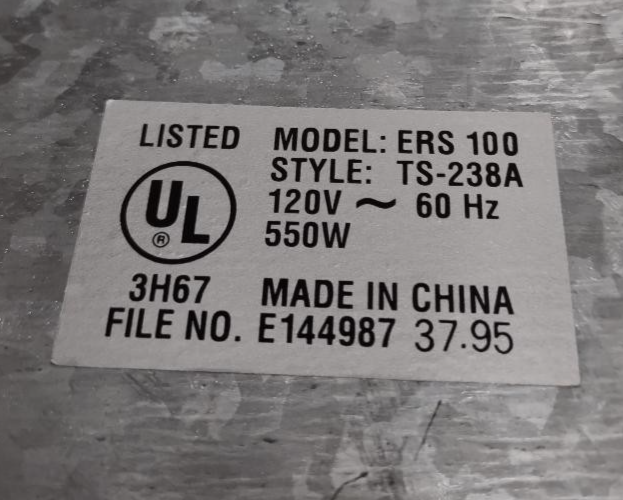 LISTED
MODEL: ERS 100
STYLE: TS-238A
120V ~ 60 Hz
550W
UL ®
3H67
MADE IN CHINA
FILE NO. E144987 37.95